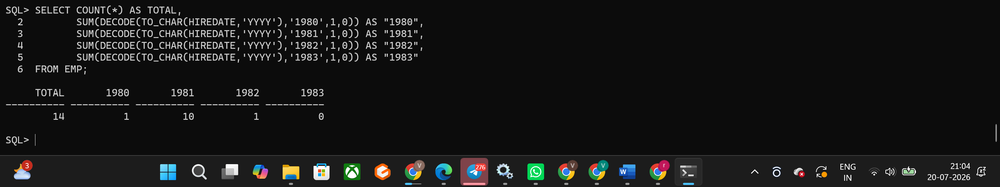 SQL> SELECT COUNT(*) AS TOTAL,
  2         SUM(DECODE(TO_CHAR(HIREDATE,'YYYY'),'1980',1,0)) AS "1980",
  3         SUM(DECODE(TO_CHAR(HIREDATE,'YYYY'),'1981',1,0)) AS "1981",
  4         SUM(DECODE(TO_CHAR(HIREDATE,'YYYY'),'1982',1,0)) AS "1982",
  5         SUM(DECODE(TO_CHAR(HIREDATE,'YYYY'),'1983',1,0)) AS "1983"
  6  FROM EMP;
     TOTAL       1980       1981       1982       1983
---------- ---------- ---------- ---------- ----------
        14          1         10          1          0
SQL>
3
V
276
V
V
W
r
ENG
IN
21:04
20-07-2026